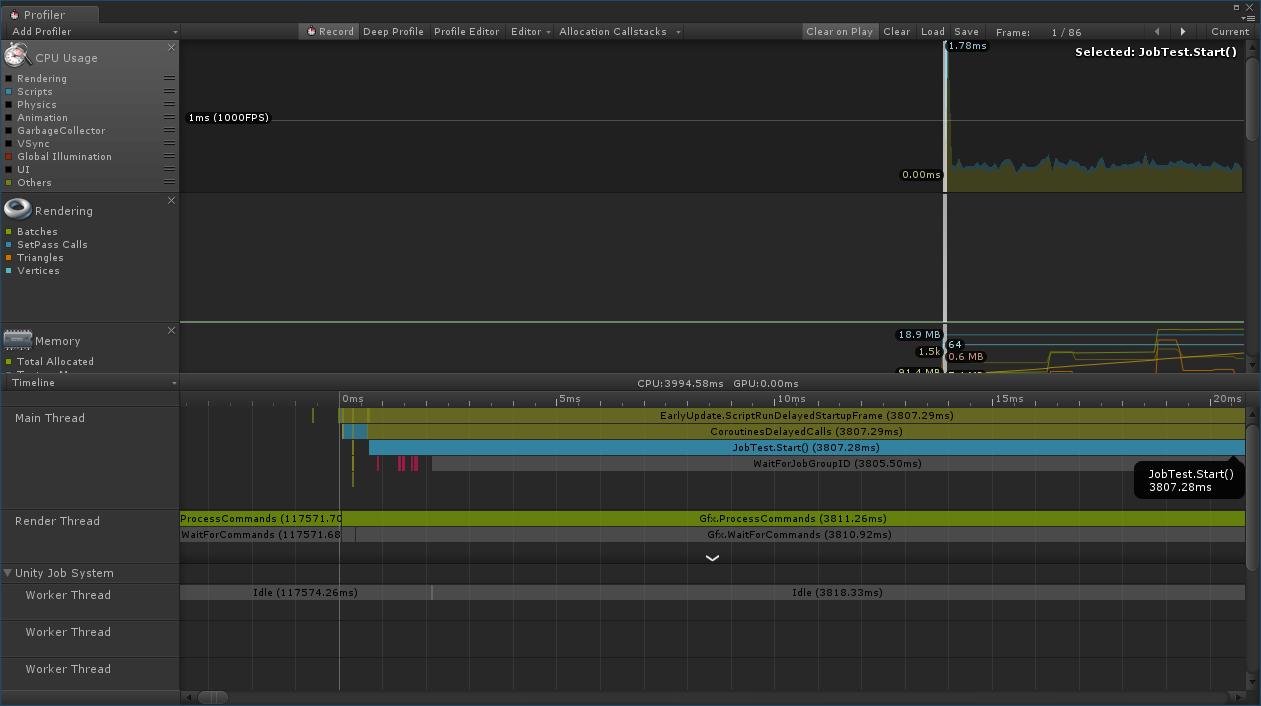 Profiler
Add Profiler
Record
Deep Profile
Profile Editor
Editor
Allocation Callstacks
Clear on Play
Clear
Load
Save
Frame:
1 / 86
Current
CPU Usage
Rendering
Scripts
Physics
Animation
GarbageCollector
VSync
Global Illumination
UI
Others
1.78ms
Selected: JobTest.Start()
1ms (1000FPS)
0.00ms
Rendering
Batches
SetPass Calls
Triangles
Vertices
Memory
Total Allocated
18.9 MB
64
1.5k
0.6 MB
91.4 MB
Timeline
CPU:3994.58ms GPU:0.00ms
0ms
5ms
10ms
15ms
20ms
Main Thread
EarlyUpdate.ScriptRunDelayedStartupFrame (3807.29ms)
CoroutinesDelayedCalls (3807.29ms)
JobTest.Start() (3807.28ms)
WaitForJobGroupID (3805.50ms)
JobTest.Start()
3807.28ms
Render Thread
ProcessCommands (117571.70
Gfx.ProcessCommands (3811.26ms)
WaitForCommands (117571.68
Gfx.WaitForCommands (3810.92ms)
Unity Job System
Worker Thread
Idle (117574.26ms)
Idle (3818.33ms)
Worker Thread
Worker Thread